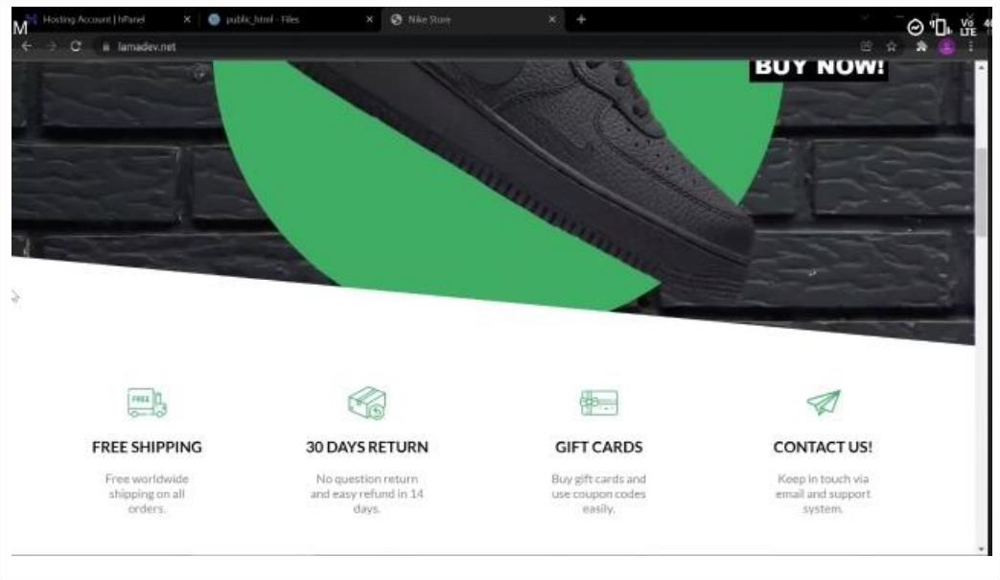 Hosting Account | hPanel
public_html - Files
Nike Store
M
Vo
LTE
lamadev.net
BUY NOW!
FREE
FREE SHIPPING
30 DAYS RETURN
GIFT CARDS
CONTACT US!
Free worldwide
shipping on all
orders.
No question return
and easy refund in 14
days.
Buy gift cards and
use coupon codes
easily.
Keep in touch via
email and support
system.